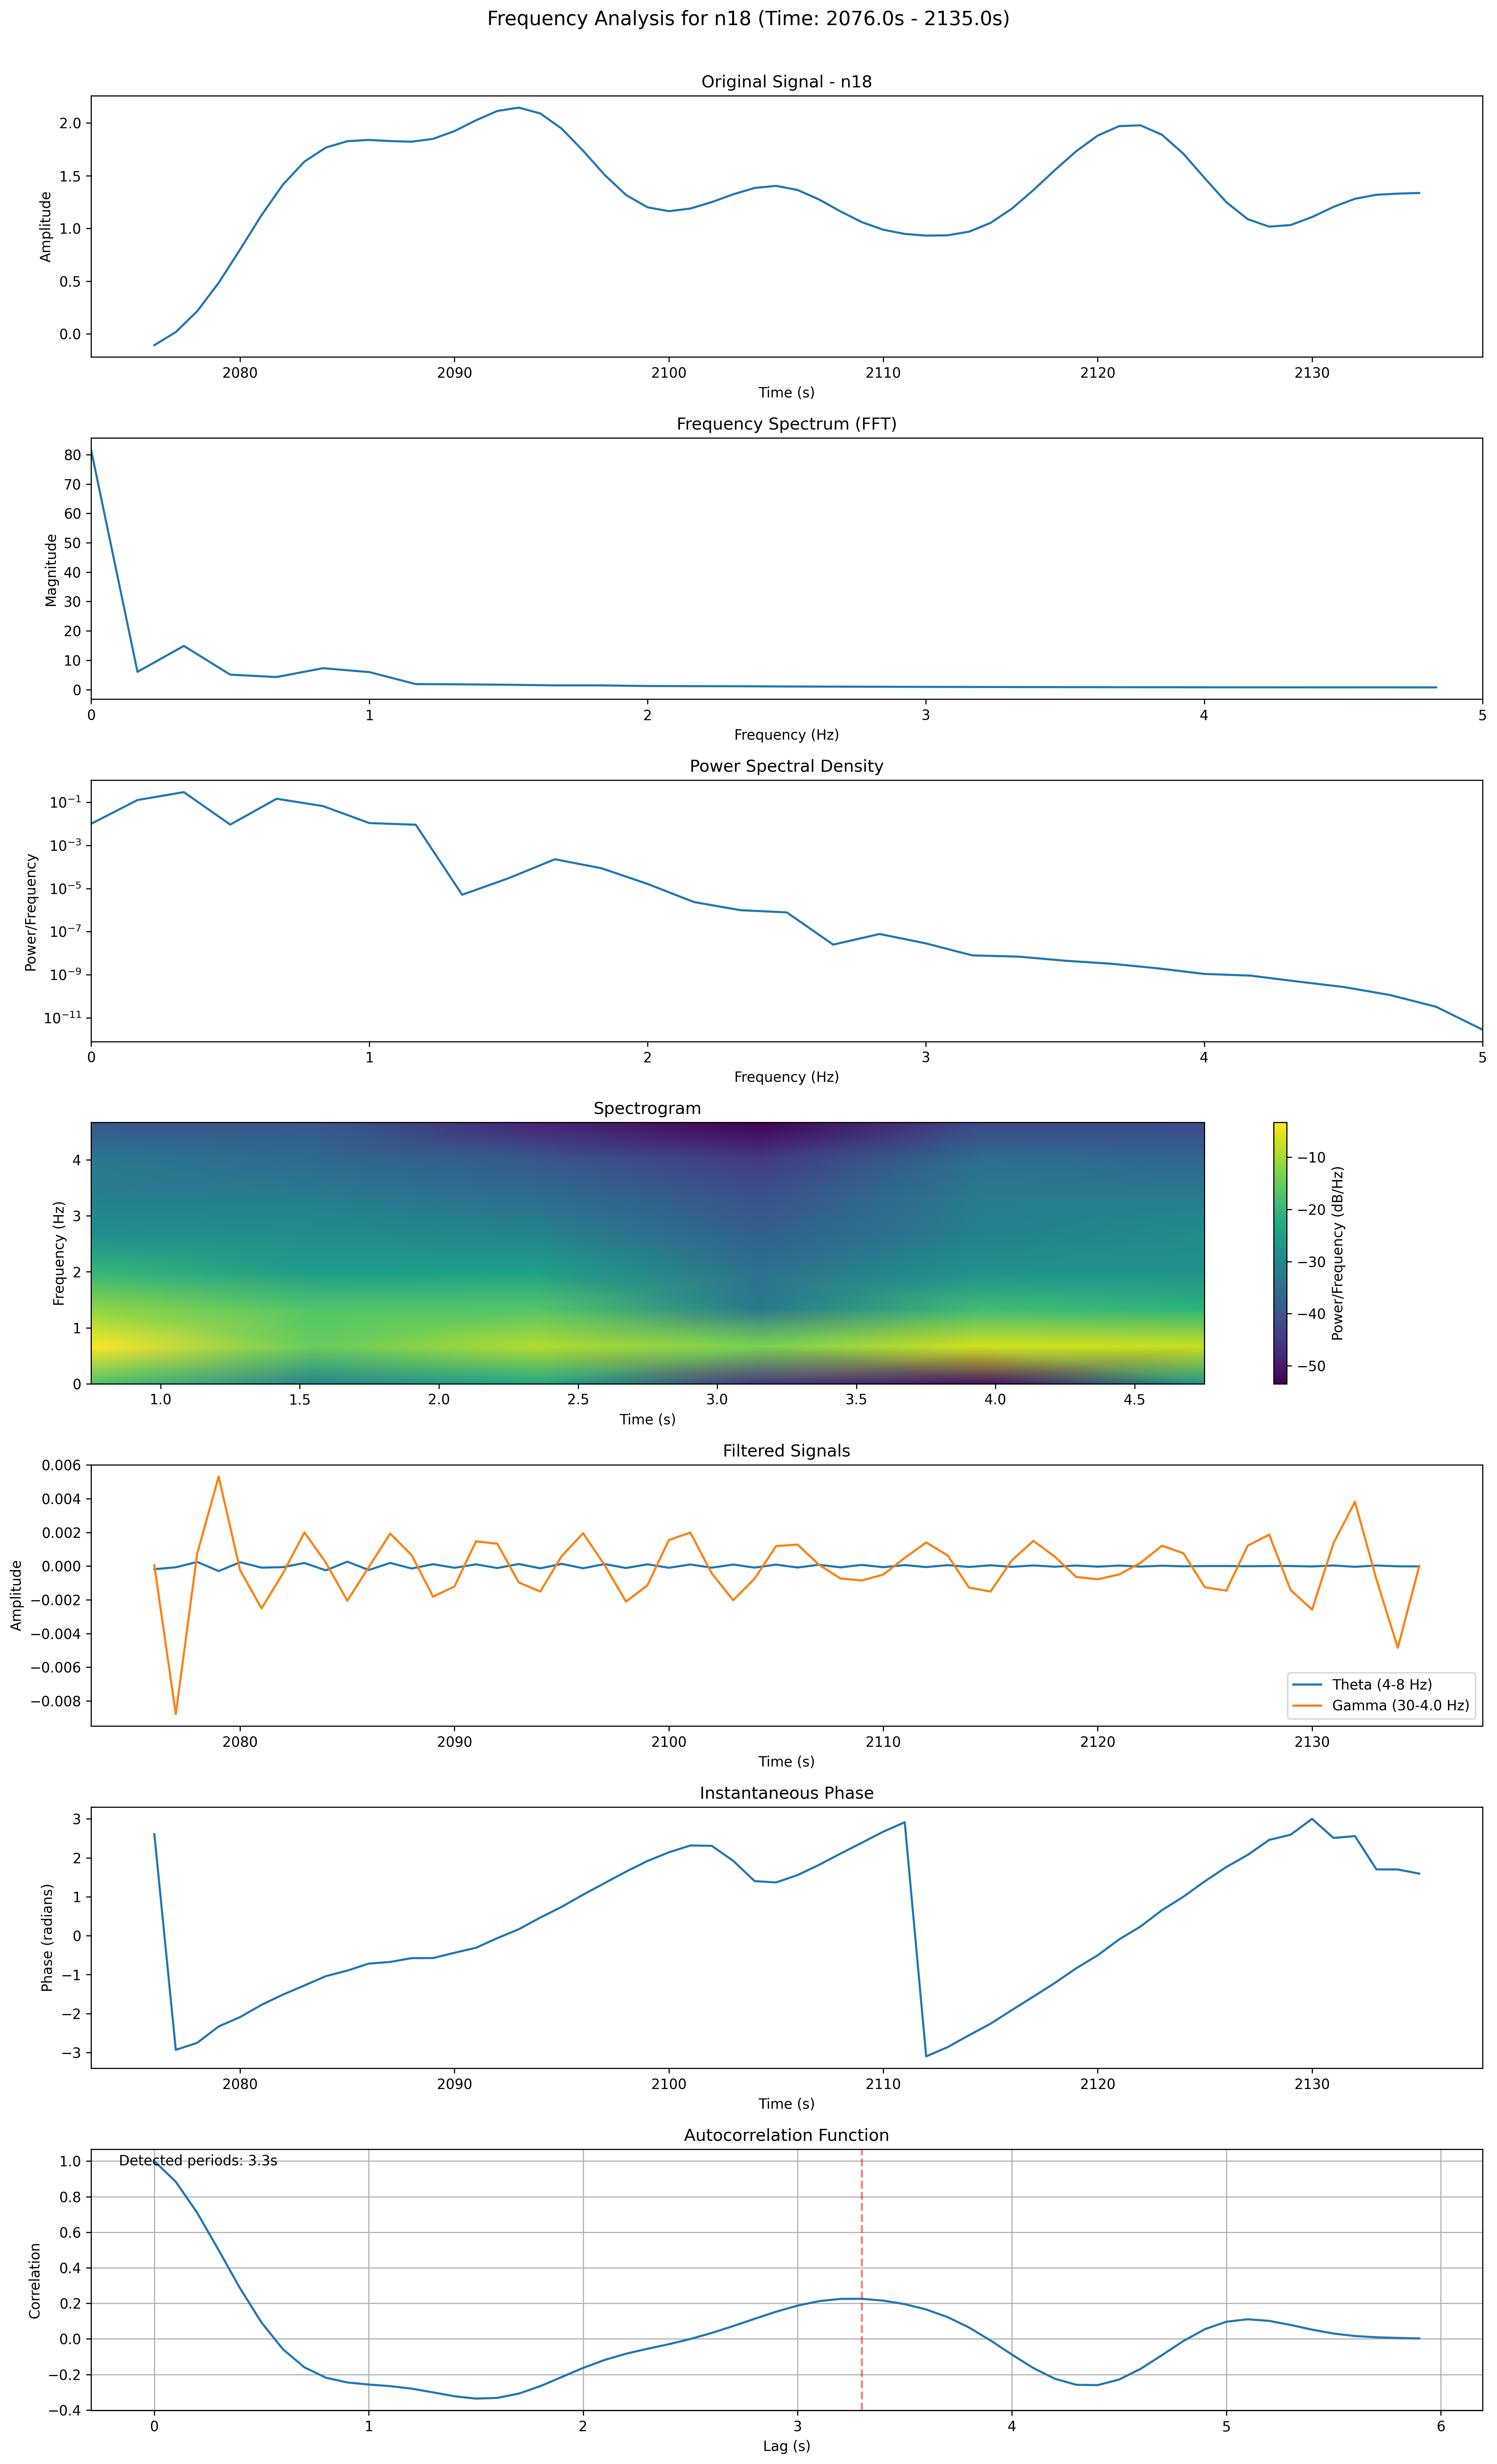 Frequency Analysis for n18 (Time: 2076.0s - 2135.0s)
Original Signal - n18
Amplitude
2.0
1.5
1.0
0.5
0.0
2080 2090 2100 2110 2120 2130
Time (s)
Frequency Spectrum (FFT)
Magnitude
80
70
60
50
40
30
20
10
0
0 1 2 3 4 5
Frequency (Hz)
Power Spectral Density
Power/Frequency
10⁻¹
10⁻³
10⁻⁵
10⁻⁷
10⁻⁹
10⁻¹¹
0 1 2 3 4 5
Frequency (Hz)
Spectrogram
Frequency (Hz)
4
3
2
1
0
1.0 1.5 2.0 2.5 3.0 3.5 4.0 4.5
Time (s)
−10
−20
−30
−40
−50
Power/Frequency (dB/Hz)
Filtered Signals
Amplitude
0.006
0.004
0.002
0.000
−0.002
−0.004
−0.006
−0.008
Theta (4-8 Hz)
Gamma (30-4.0 Hz)
2080 2090 2100 2110 2120 2130
Time (s)
Instantaneous Phase
Phase (radians)
3
2
1
0
−1
−2
−3
2080 2090 2100 2110 2120 2130
Time (s)
Autocorrelation Function
Detected periods: 3.3s
Correlation
1.0
0.8
0.6
0.4
0.2
0.0
−0.2
−0.4
0 1 2 3 4 5 6
Lag (s)